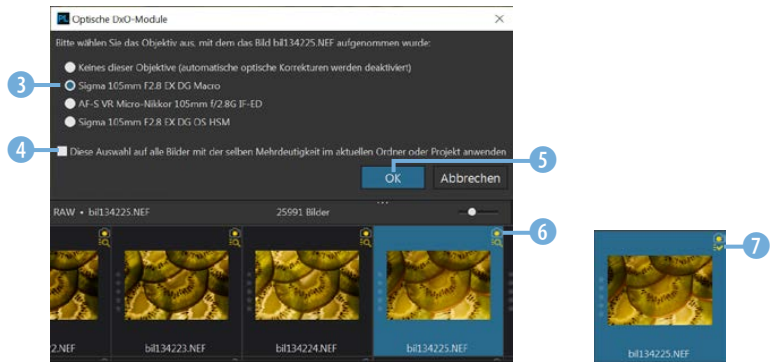 PL Optische DxO-Module
Bitte wählen Sie das Objektiv aus, mit dem das Bild bil134225.NEF aufgenommen wurde:
Keines dieser Objektive (automatische optische Korrekturen werden deaktiviert)
3 Sigma 105mm F2.8 EX DG Macro
AF-S VR Micro-Nikkor 105mm f/2.8G IF-ED
Sigma 105mm F2.8 EX DG OS HSM
4 Diese Auswahl auf alle Bilder mit der selben Mehrdeutigkeit im aktuellen Ordner oder Projekt anwenden
5
OK Abbrechen
RAW • bil134225.NEF 25991 Bilder
6
7
2.NEF bil134223.NEF bil134224.NEF bil134225.NEF
bil134225.NEF